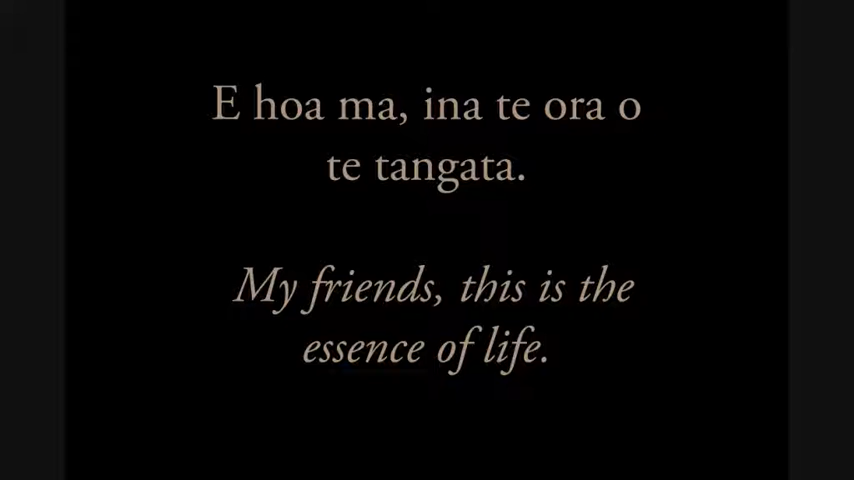 E hoa ma, ina te ora o
te tangata.
My friends, this is the
essence of life.